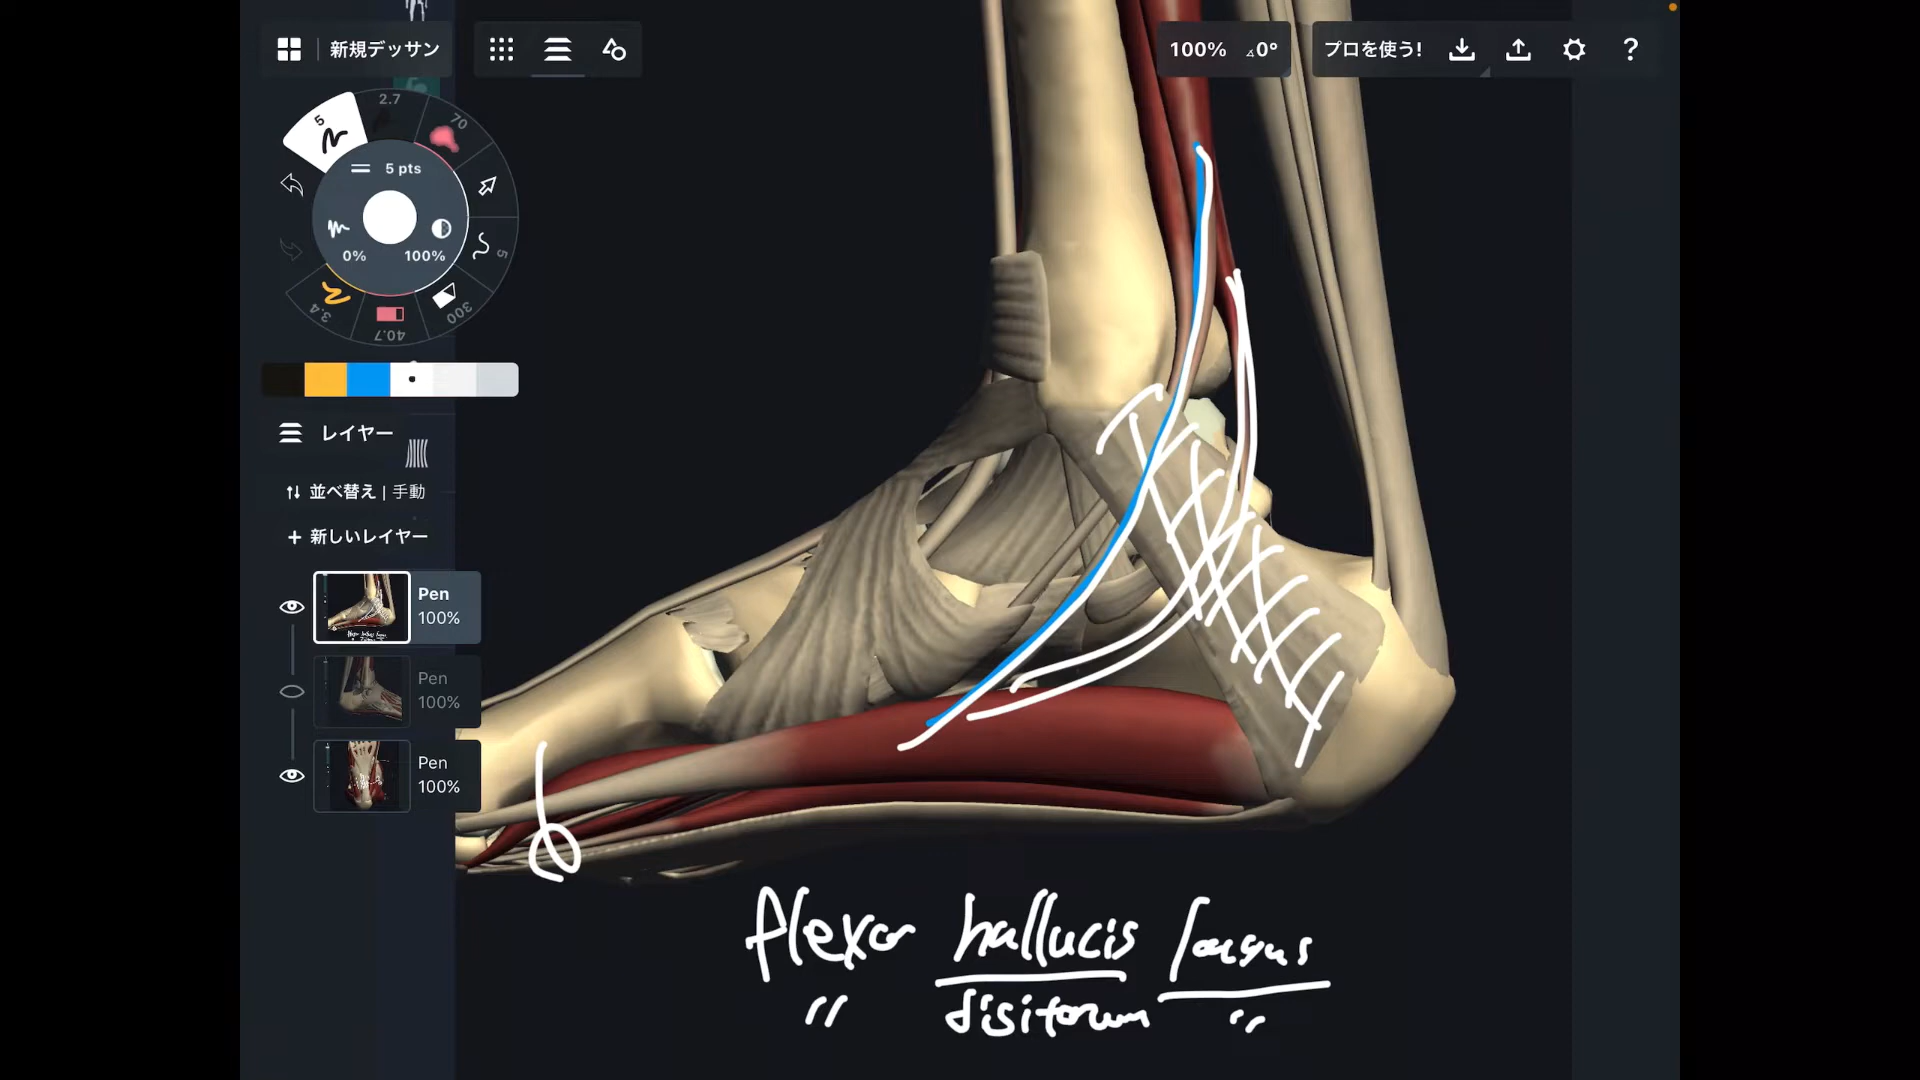 新規デッサン
100% ⊿0°
プロを使う!
?
2.7
5
70
5 pts
0%
100%
5
3.4
40.7
300
レイヤー
並べ替え | 手動
+ 新しいレイヤー
Pen
100%
Pen
100%
Pen
100%
flexor hallucis longus
〃 digitorum 〃